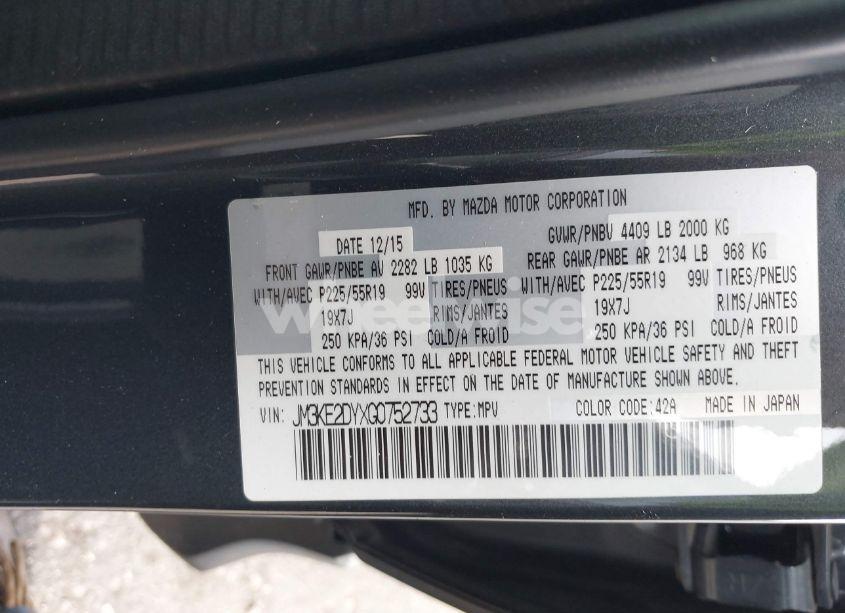 MFD. BY MAZDA MOTOR CORPORATION
DATE 12/15 GVWR/PNBV 4409 LB 2000 KG
FRONT GAWR/PNBE AV 2282 LB 1035 KG REAR GAWR/PNBE AR 2134 LB 968 KG
WITH/AVEC P225/55R19 99V TIRES/PNEUS WITH/AVEC P225/55R19 99V TIRES/PNEUS
19X7J RIMS/JANTES 19X7J RIMS/JANTES
250 KPA/36 PSI COLD/A FROID 250 KPA/36 PSI COLD/A FROID
THIS VEHICLE CONFORMS TO ALL APPLICABLE FEDERAL MOTOR VEHICLE SAFETY AND THEFT
PREVENTION STANDARDS IN EFFECT ON THE DATE OF MANUFACTURE SHOWN ABOVE.
VIN: JM3KE2DYXG0752733 TYPE:MPV COLOR CODE:42A MADE IN JAPAN